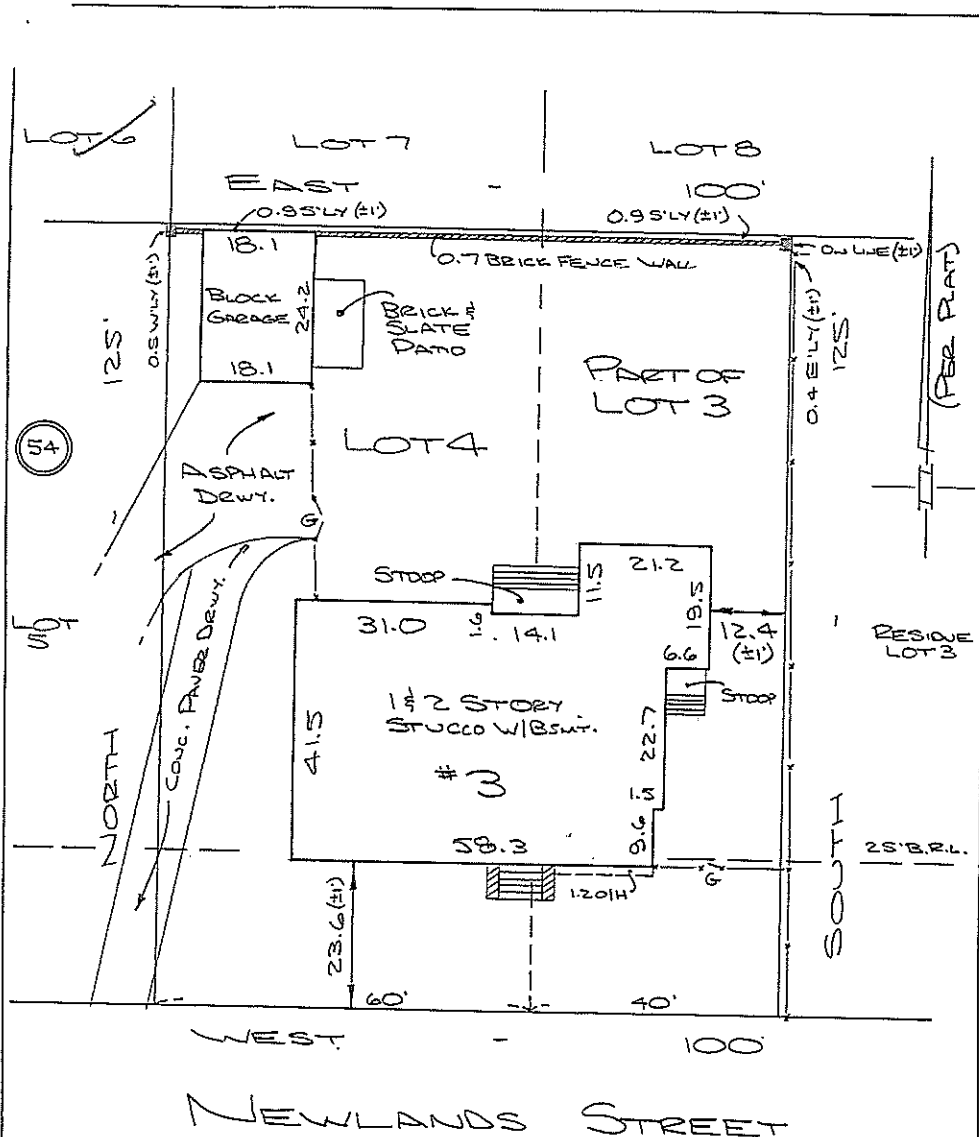 LOT 6
LOT 7
LOT 8
EAST - 100'
0.9 S'LY (±1')
0.9 S'LY (±1')
18.1
0.7 BRICK FENCE WALL
ON LINE (±1')
0.5 W'LY (±1')
BLOCK
GARAGE
24.2
BRICK &
SLATE
PATIO
18.1
125'
0.4 E'LY (±1')
125'
(PER PLAT)
PART OF
LOT 3
54
LOT 4
ASPHALT
DRWY.
G
STOOP
11.5
21.2
19.5
31.0
1.6
14.1
12.4
(±1')
6.6
STOOP
LOT
5
RESIDUE
LOT 3
1 & 2 STORY
STUCCO W/BSMT.
#3
41.5
22.7
1.5
9.6
CONC. PAVER DRWY.
NORTH
58.3
25' B.R.L.
G
1.2 O/H
SOUTH
23.6 (±1')
60'
40'
WEST - 100'
NEWLANDS STREET